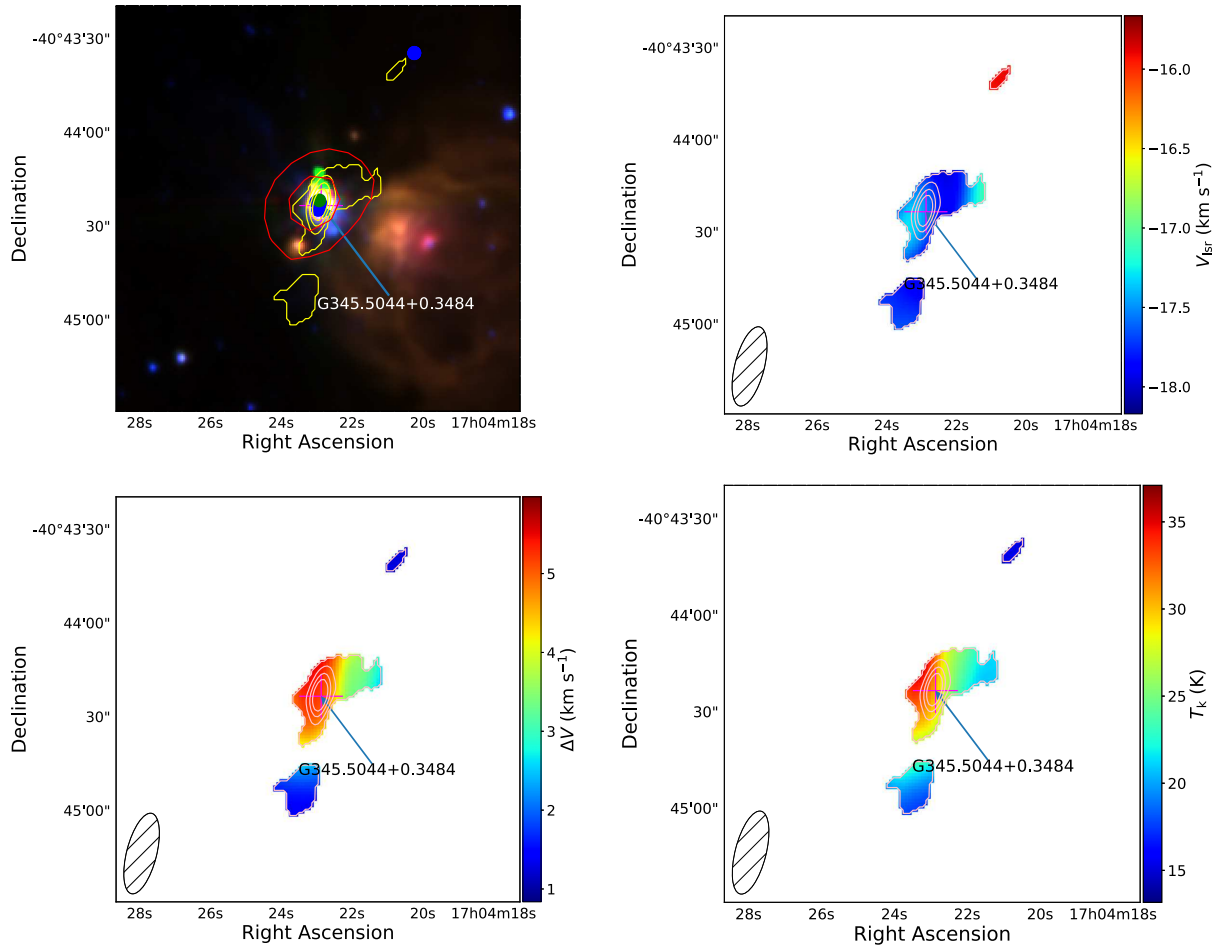 -40°43'30"
44'00"
30"
45'00"
Declination
G345.5044+0.3484
28s 26s 24s 22s 20s 17h04m18s
Right Ascension
-40°43'30"
44'00"
30"
45'00"
Declination
G345.5044+0.3484
28s 26s 24s 22s 20s 17h04m18s
Right Ascension
−16.0
−16.5
−17.0
−17.5
−18.0
Vlsr (km s−1)
-40°43'30"
44'00"
30"
45'00"
Declination
G345.5044+0.3484
28s 26s 24s 22s 20s 17h04m18s
Right Ascension
5
4
3
2
1
ΔV (km s−1)
-40°43'30"
44'00"
30"
45'00"
Declination
G345.5044+0.3484
28s 26s 24s 22s 20s 17h04m18s
Right Ascension
35
30
25
20
15
Tk (K)